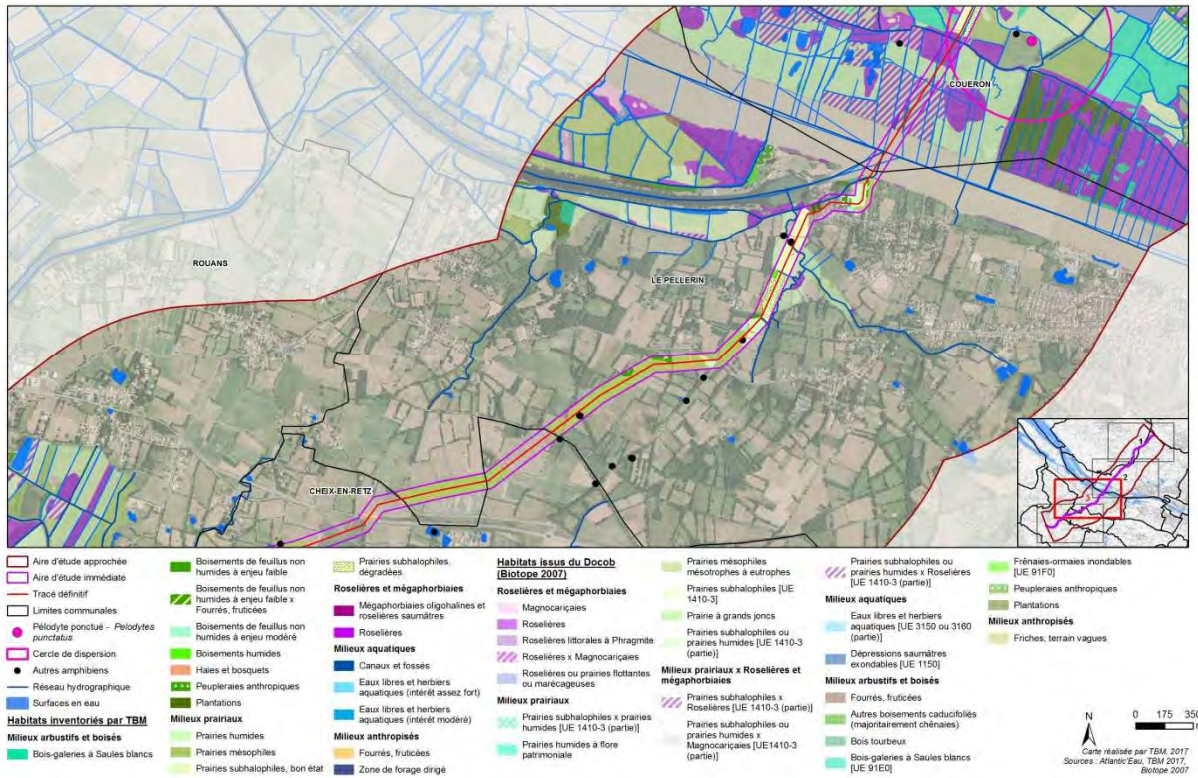 COUERON
ROUANS
LE PELLERIN
CHEIX-EN-RETZ
1
2
3
Aire d'étude approchée
Aire d'étude immédiate
Tracé définitif
Limites communales
Pélodyte ponctué - Pelodytes
punctatus
Cercle de dispersion
Autres amphibiens
Réseau hydrographique
Surfaces en eau
Habitats inventoriés par TBM
Milieux arbustifs et boisés
Bois-galeries à Saules blancs
Boisements de feuillus non
humides à enjeu faible
Boisements de feuillus non
humides à enjeu faible x
Fourrés, fruticées
Boisements de feuillus non
humides à enjeu modéré
Boisements humides
Haies et bosquets
Peupleraies anthropiques
Plantations
Milieux prairiaux
Prairies humides
Prairies mésophiles
Prairies subhalophiles, bon état
Prairies subhalophiles,
dégradées
Roselières et mégaphorbiaies
Mégaphorbiaies oligohalines et
roselières saumâtres
Roselières
Milieux aquatiques
Canaux et fossés
Eaux libres et herbiers
aquatiques (intérêt assez fort)
Eaux libres et herbiers
aquatiques (intérêt modéré)
Milieux anthropisés
Fourrés, fruticées
Zone de forage dirigé
Habitats issus du Docob
(Biotope 2007)
Roselières et mégaphorbiaies
Magnocariçaies
Roselières
Roselières littorales à Phragmite
Roselières x Magnocariçaies
Roselières ou prairies flottantes
ou marécageuses
Milieux prairiaux
Prairies subhalophiles x prairies
humides [UE 1410-3 (partie)]
Prairies humides à flore
patrimoniale
Prairies mésophiles
mésotrophes à eutrophes
Prairies subhalophiles [UE
1410-3]
Prairie à grands joncs
Prairies subhalophiles ou
prairies humides [UE 1410-3
(partie)]
Milieux prairiaux x Roselières et
mégaphorbiaies
Prairies subhalophiles x
Roselières [UE 1410-3 (partie)]
Prairies subhalophiles ou
prairies humides x
Magnocariçaies [UE1410-3
(partie)]
Prairies subhalophiles ou
prairies humides x Roselières
[UE 1410-3 (partie)]
Milieux aquatiques
Eaux libres et herbiers
aquatiques [UE 3150 ou 3160
(partie)]
Dépressions saumâtres
exondables [UE 1150]
Milieux arbustifs et boisés
Fourrés, fruticées
Autres boisements caducifoliés
(majoritairement chênaies)
Bois tourbeux
Bois-galeries à Saules blancs
[UE 91E0]
Frênaies-ormaies inondables
[UE 91F0]
Peupleraies anthropiques
Plantations
Milieux anthropisés
Friches, terrain vagues
N
0 175 350
Carte réalisée par TBM, 2017
Sources : Atlantic'Eau, TBM 2017,
Biotope 2007